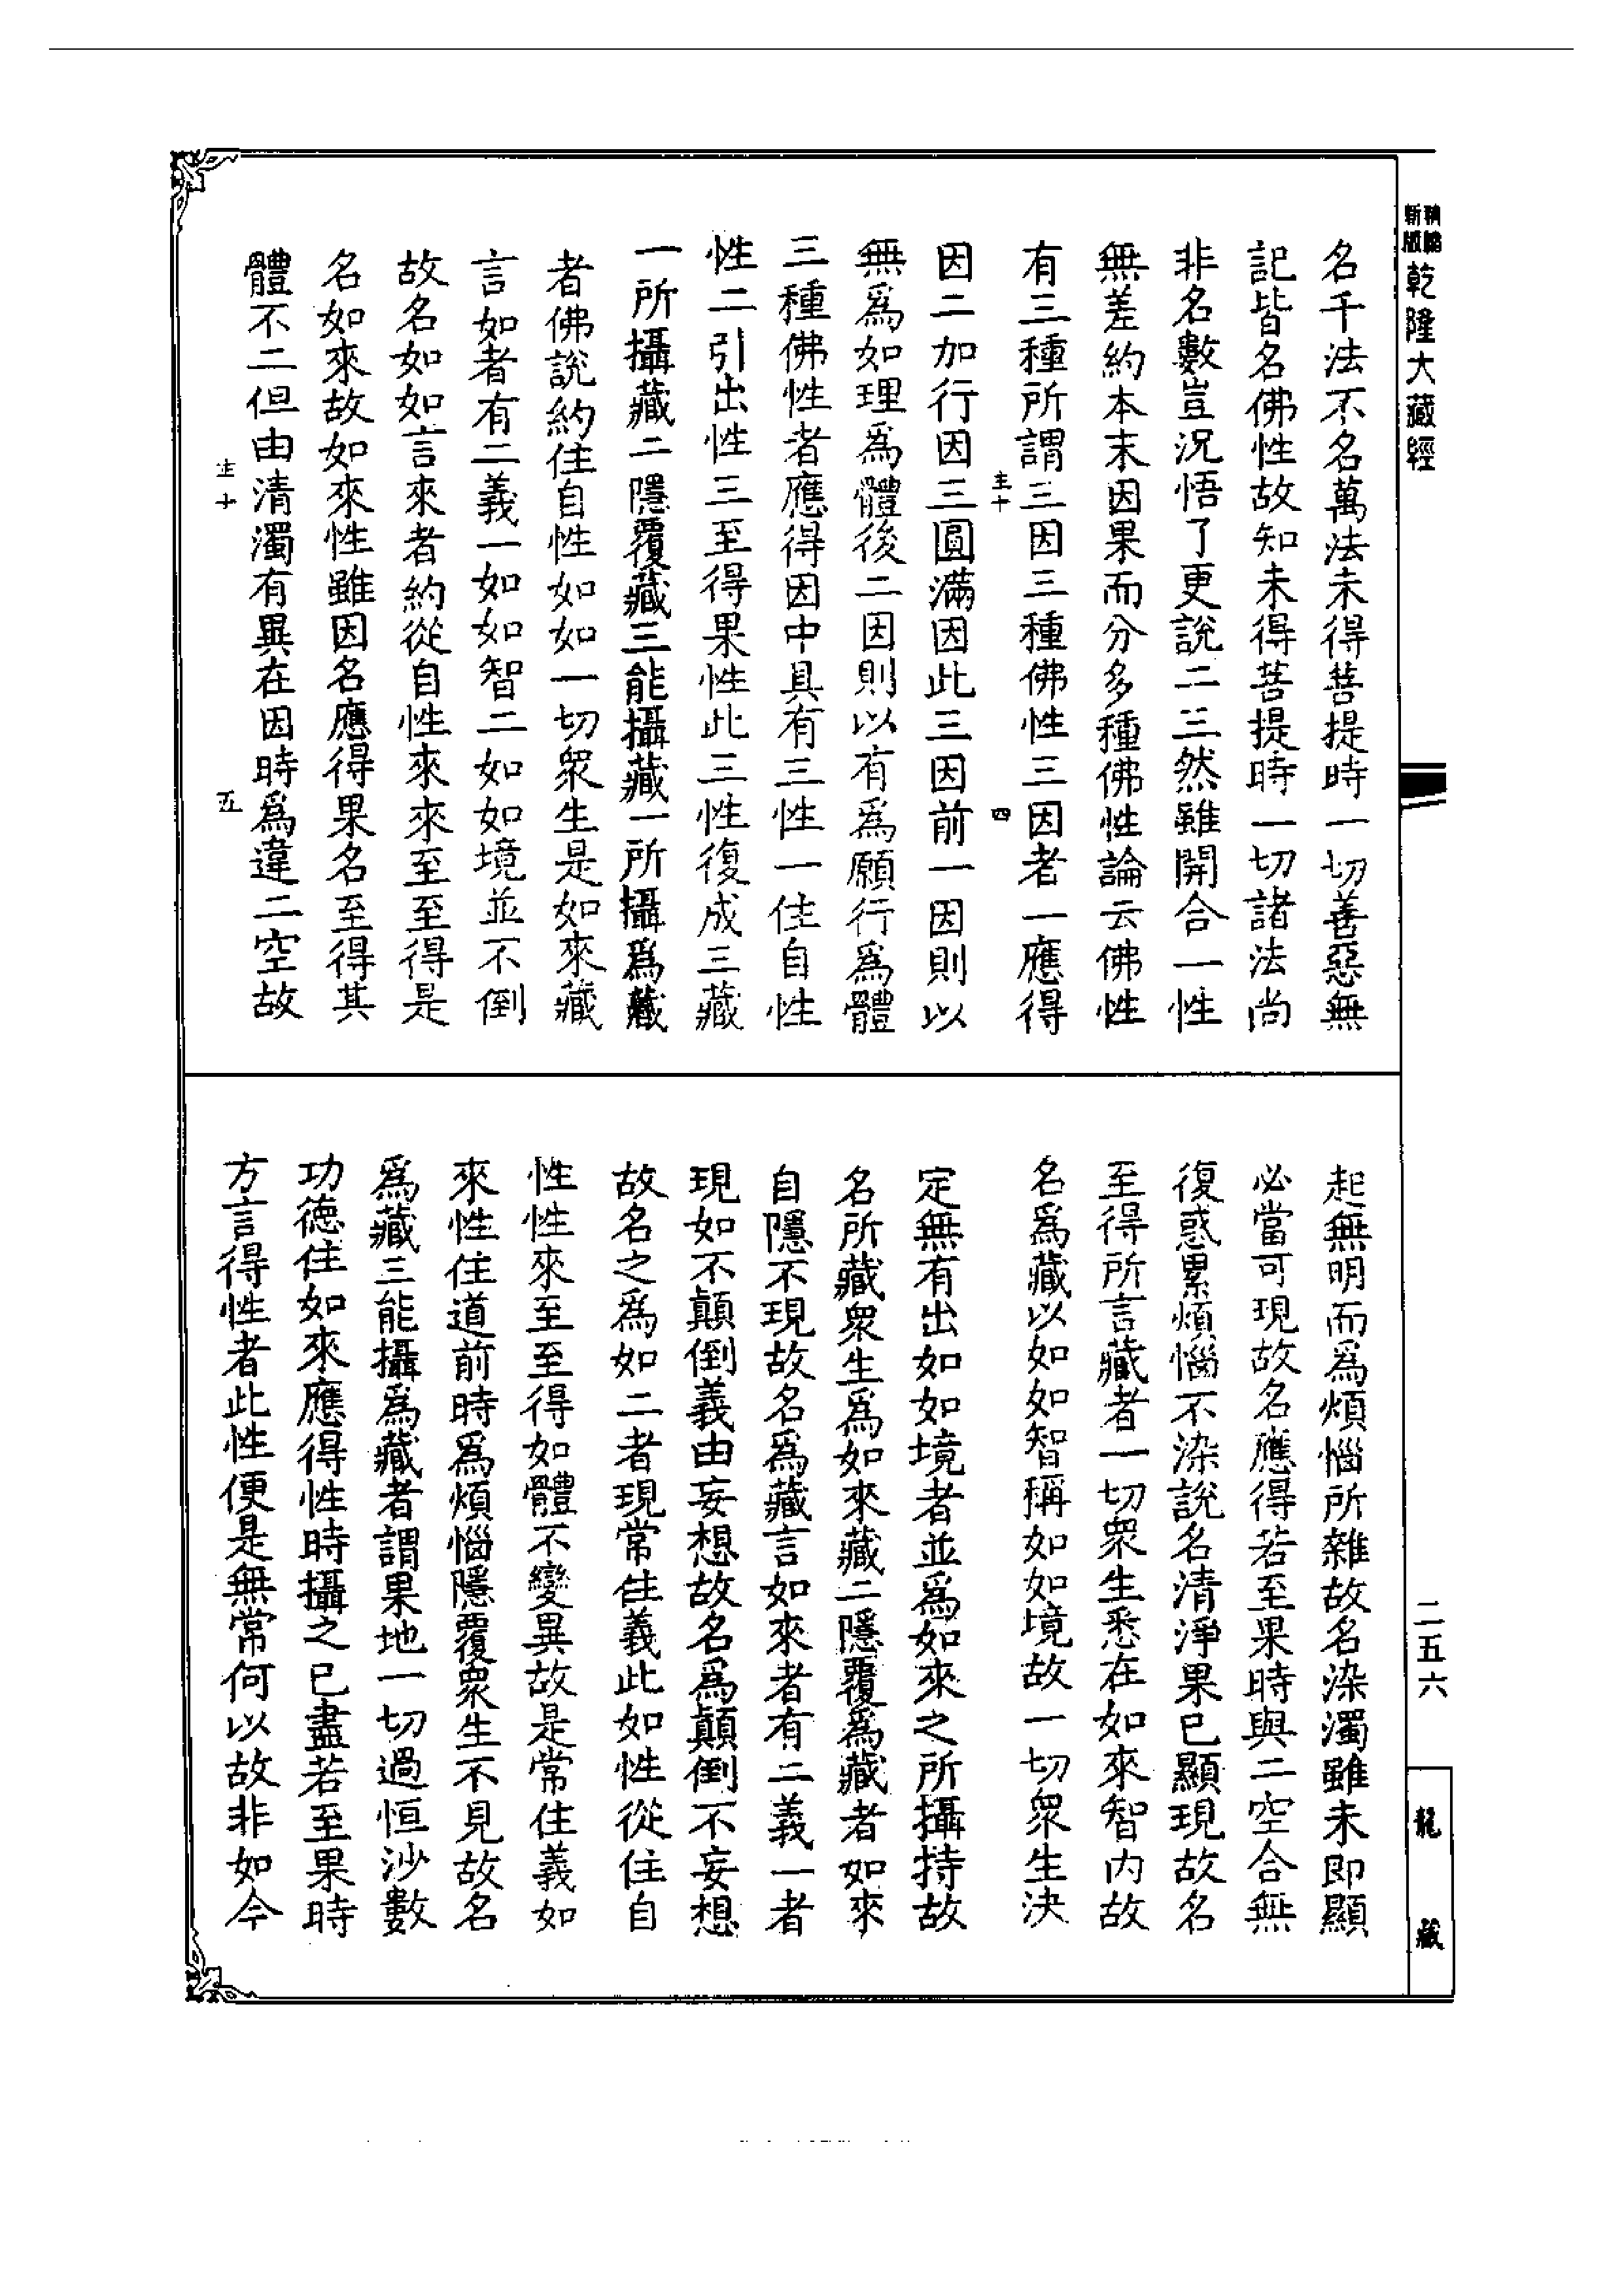 新版
精縮
乾隆大藏經
名千法不名萬法未得菩提時一切善惡無
記皆名佛性故知未得菩提時一切諸法尚
非名數豈況悟了更說二三然雖開合一性
無差約本末因果而分多種佛性論云佛性
有三種所謂三因三種佛性三因者一應得
主十
四
因二加行因三圓滿因此三因前一因則以
無爲如理爲體後二因則以有爲願行爲體
三種佛性者應得因中具有三性一住自性
性二引出性三至得果性此三性復成三藏
一所攝藏二隱覆藏三能攝藏一所攝爲藏
者佛說約住自性如如一切衆生是如來藏
言如者有二義一如如智二如如境並不倒
故名如如言來者約從自性來來至至得是
名如來故如來性雖因名應得果名至得其
體不二但由清濁有異在因時爲違二空故
主十
五
起無明而爲煩惱所雜故名染濁雖未即顯
必當可現故名應得若至果時與二空合無
復惑累煩惱不染說名清淨果已顯現故名
至得所言藏者一切衆生悉在如來智內故
名爲藏以如如智稱如如境故一切衆生決
定無有出如如境者並爲如來之所攝持故
名所藏衆生爲如來藏二隱覆爲藏者如來
自隱不現故名爲藏言如來者有二義一者
現如不顛倒義由妄想故名爲顛倒不妄想
故名之爲如二者現常住義此如性從住自
性性來至至得如體不變異故是常住義如
來性住道前時爲煩惱隱覆衆生不見故名
爲藏三能攝爲藏者謂果地一切過恒沙數
功德住如來應得性時攝之已盡若至果時
方言得性者此性便是無常何以故非如今
二五六
龍藏